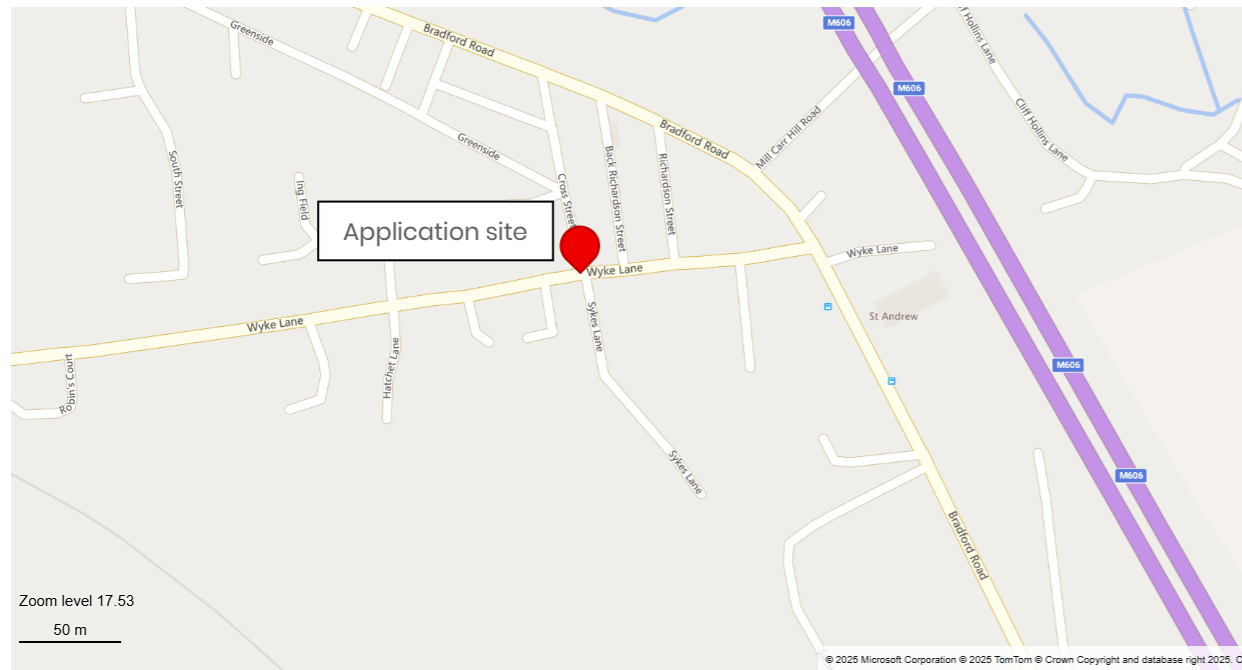 M606
Bradford Road
Greenside
Cliff Hollins Lane
M606
Cliff Hollins Lane
Mill Carr Hill Road
Bradford Road
Greenside
South Street
Ing Field
Cross Street
Back Richardson Street
Richardson Street
Application site
Wyke Lane
Wyke Lane
Sykes Lane
St Andrew
Wyke Lane
Hatchet Lane
Robin's Court
M606
Sykes Lane
M606
Bradford Road
Zoom level 17.53
50 m
© 2025 Microsoft Corporation © 2025 TomTom © Crown Copyright and database right 2025.